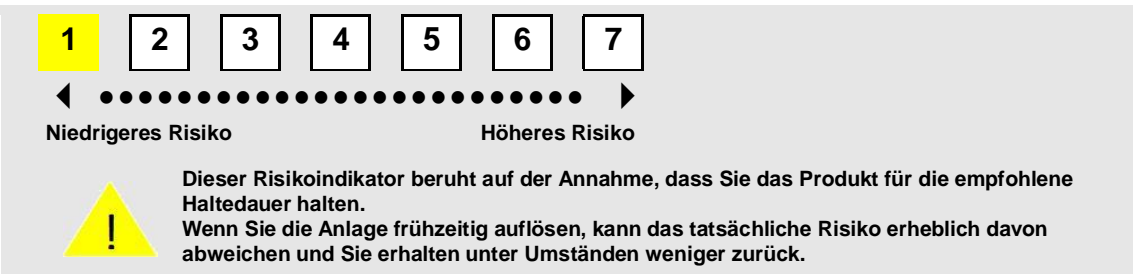 1 2 3 4 5 6 7
Niedrigeres Risiko Höheres Risiko
Dieser Risikoindikator beruht auf der Annahme, dass Sie das Produkt für die empfohlene
Haltedauer halten.
Wenn Sie die Anlage frühzeitig auflösen, kann das tatsächliche Risiko erheblich davon
abweichen und Sie erhalten unter Umständen weniger zurück.
!